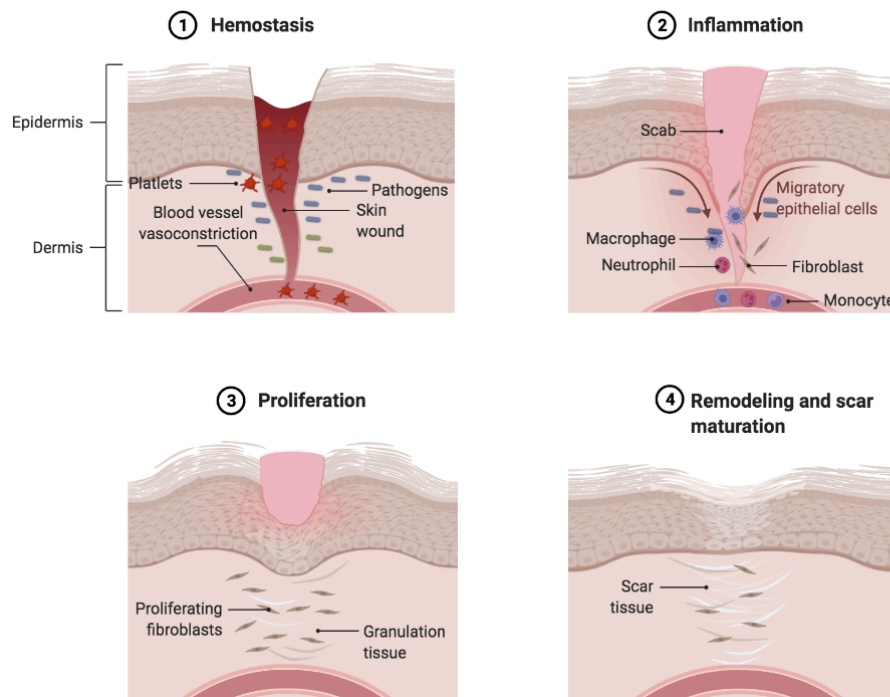 1 Hemostasis
2 Inflammation
Epidermis
Platelets
Pathogens
Blood vessel
vasoconstriction
Skin
wound
Dermis
Scab
Migratory
epithelial cells
Macrophage
Neutrophil
Fibroblast
Monocyte
3 Proliferation
4 Remodeling and scar
maturation
Proliferating
fibroblasts
Granulation
tissue
Scar
tissue